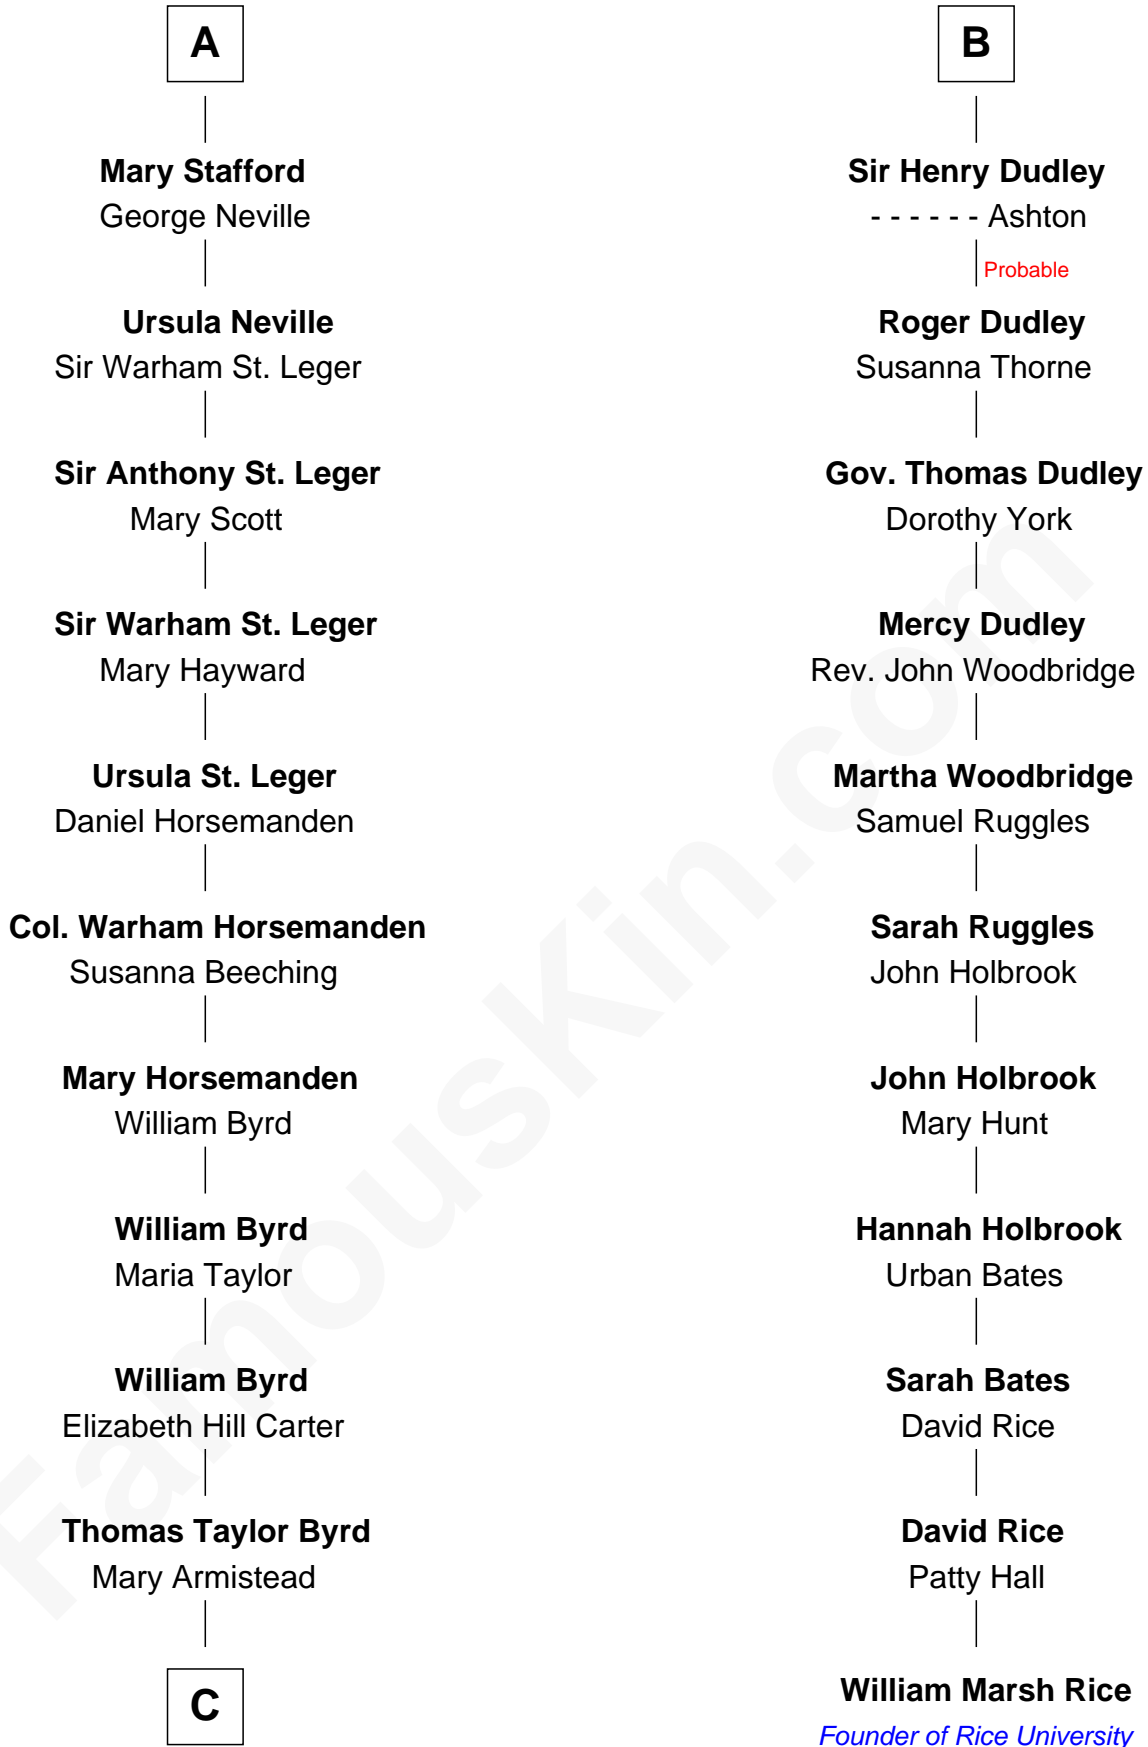 A
Mary Stafford
George Neville
Ursula Neville
Sir Warham St. Leger
Sir Anthony St. Leger
Mary Scott
Sir Warham St. Leger
Mary Hayward
Ursula St. Leger
Daniel Horsemanden
Col. Warham Horsemanden
Susanna Beeching
Mary Horsemanden
William Byrd
William Byrd
Maria Taylor
William Byrd
Elizabeth Hill Carter
Thomas Taylor Byrd
Mary Armistead
C
B
Sir Henry Dudley
- - - - - - Ashton
Probable
Roger Dudley
Susanna Thorne
Gov. Thomas Dudley
Dorothy York
Mercy Dudley
Rev. John Woodbridge
Martha Woodbridge
Samuel Ruggles
Sarah Ruggles
John Holbrook
John Holbrook
Mary Hunt
Hannah Holbrook
Urban Bates
Sarah Bates
David Rice
David Rice
Patty Hall
William Marsh Rice
Founder of Rice University
FamousKin.com